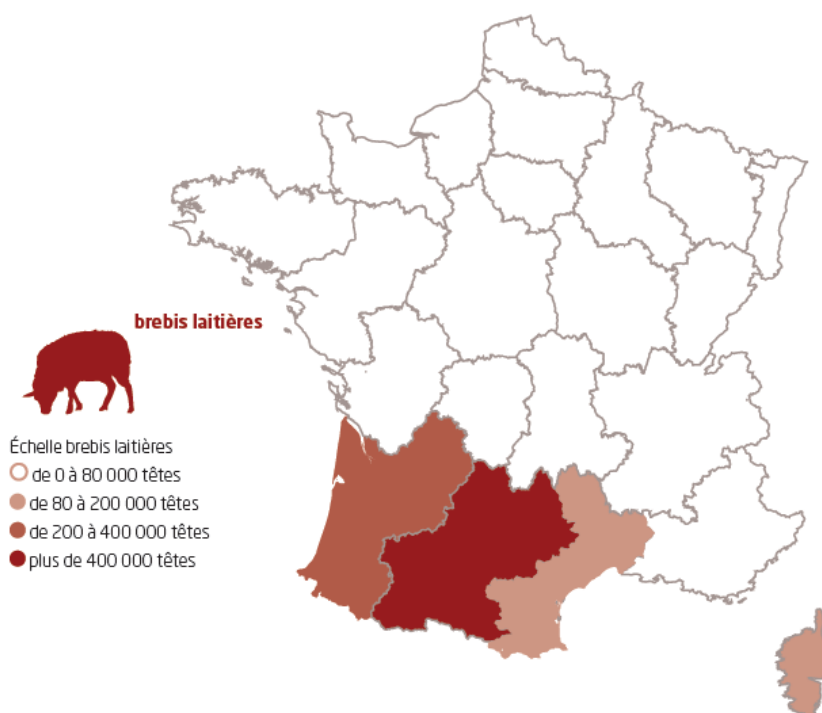 brebis laitières
Échelle brebis laitières
de 0 à 80 000 têtes
de 80 à 200 000 têtes
de 200 à 400 000 têtes
plus de 400 000 têtes